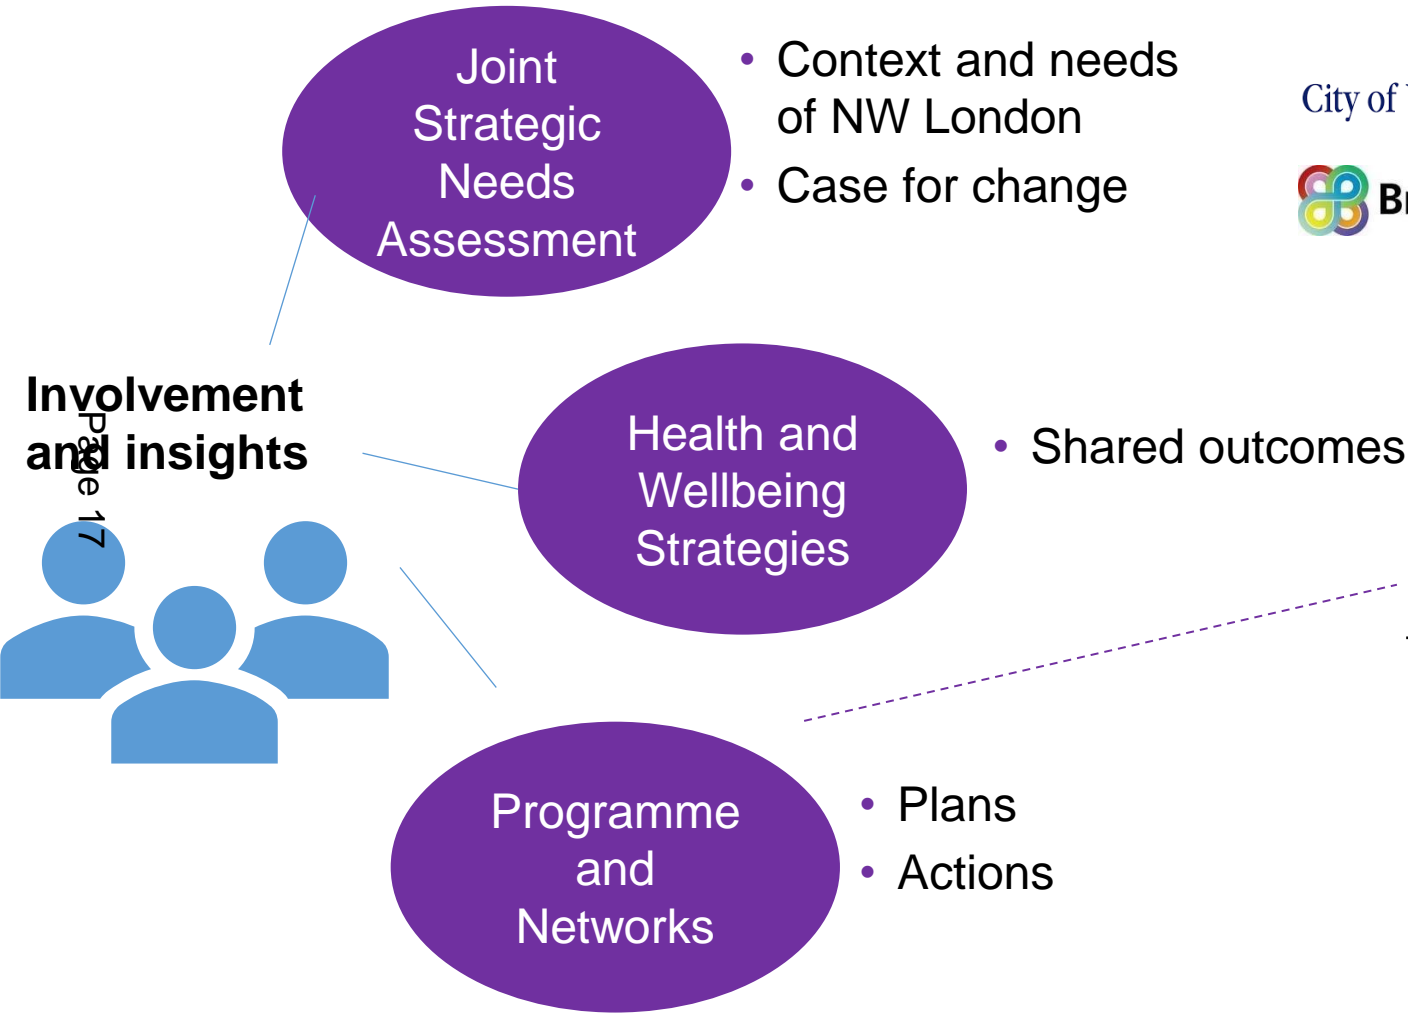 Joint
Strategic
Needs
Assessment
• Context and needs
of NW London
• Case for change
City of
Br
Involvement
and insights
Page 17
Health and
Wellbeing
Strategies
• Shared outcomes
Programme
and
Networks
• Plans
• Actions